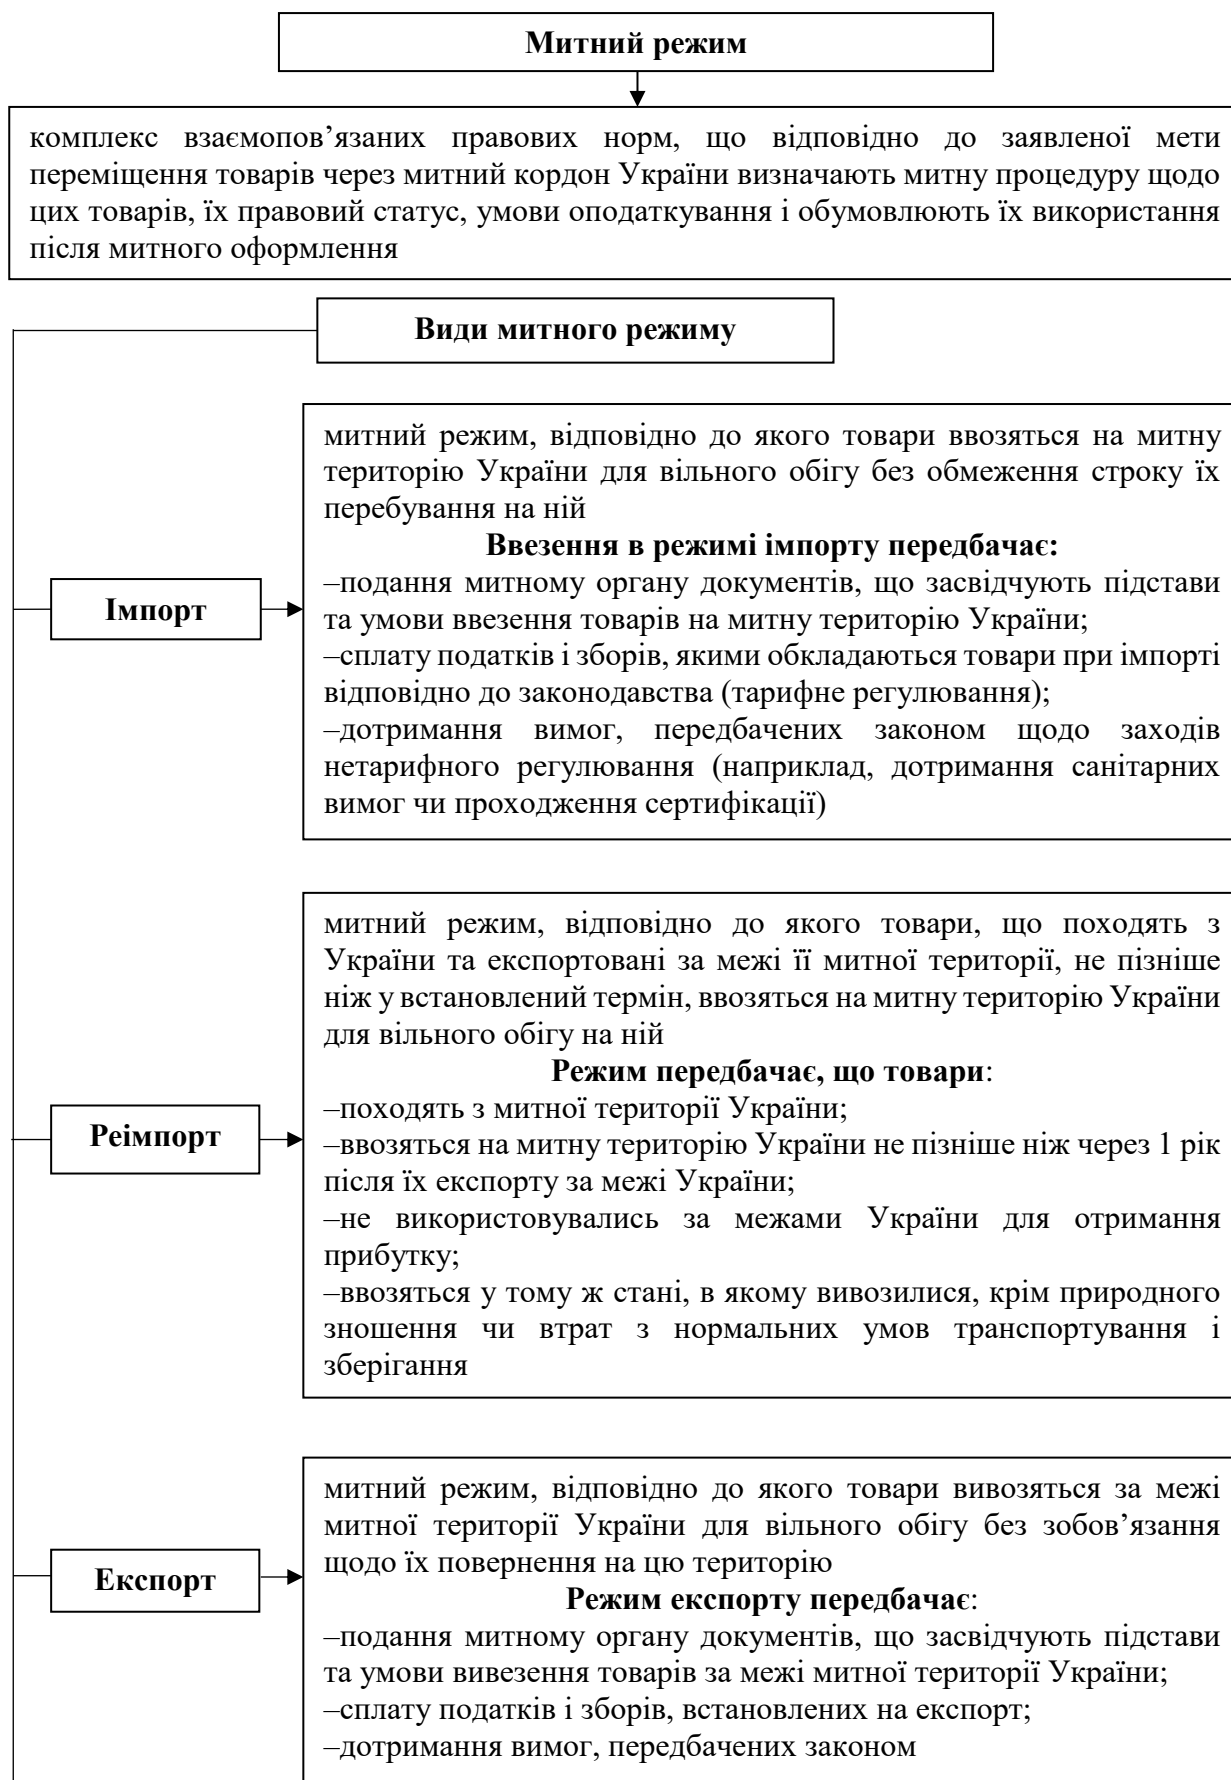 Митний режим
комплекс взаємопов’язаних правових норм, що відповідно до заявленої мети
переміщення товарів через митний кордон України визначають митну процедуру щодо
цих товарів, їх правовий статус, умови оподаткування і обумовлюють їх використання
після митного оформлення
Види митного режиму
митний режим, відповідно до якого товари ввозяться на митну
територію України для вільного обігу без обмеження строку їх
перебування на ній
Ввезення в режимі імпорту передбачає:
–подання митному органу документів, що засвідчують підстави
та умови ввезення товарів на митну територію України;
–сплату податків і зборів, якими обкладаються товари при імпорті
відповідно до законодавства (тарифне регулювання);
–дотримання вимог, передбачених законом щодо заходів
нетарифного регулювання (наприклад, дотримання санітарних
вимог чи проходження сертифікації)
Імпорт
митний режим, відповідно до якого товари, що походять з
України та експортовані за межі її митної території, не пізніше
ніж у встановлений термін, ввозяться на митну територію України
для вільного обігу на ній
Режим передбачає, що товари:
–походять з митної території України;
–ввозяться на митну територію України не пізніше ніж через 1 рік
після їх експорту за межі України;
–не використовувались за межами України для отримання
прибутку;
–ввозяться у тому ж стані, в якому вивозилися, крім природного
зношення чи втрат з нормальних умов транспортування і
зберігання
Реімпорт
митний режим, відповідно до якого товари вивозяться за межі
митної території України для вільного обігу без зобов’язання
щодо їх повернення на цю територію
Режим експорту передбачає:
–подання митному органу документів, що засвідчують підстави
та умови вивезення товарів за межі митної території України;
–сплату податків і зборів, встановлених на експорт;
–дотримання вимог, передбачених законом
Експорт